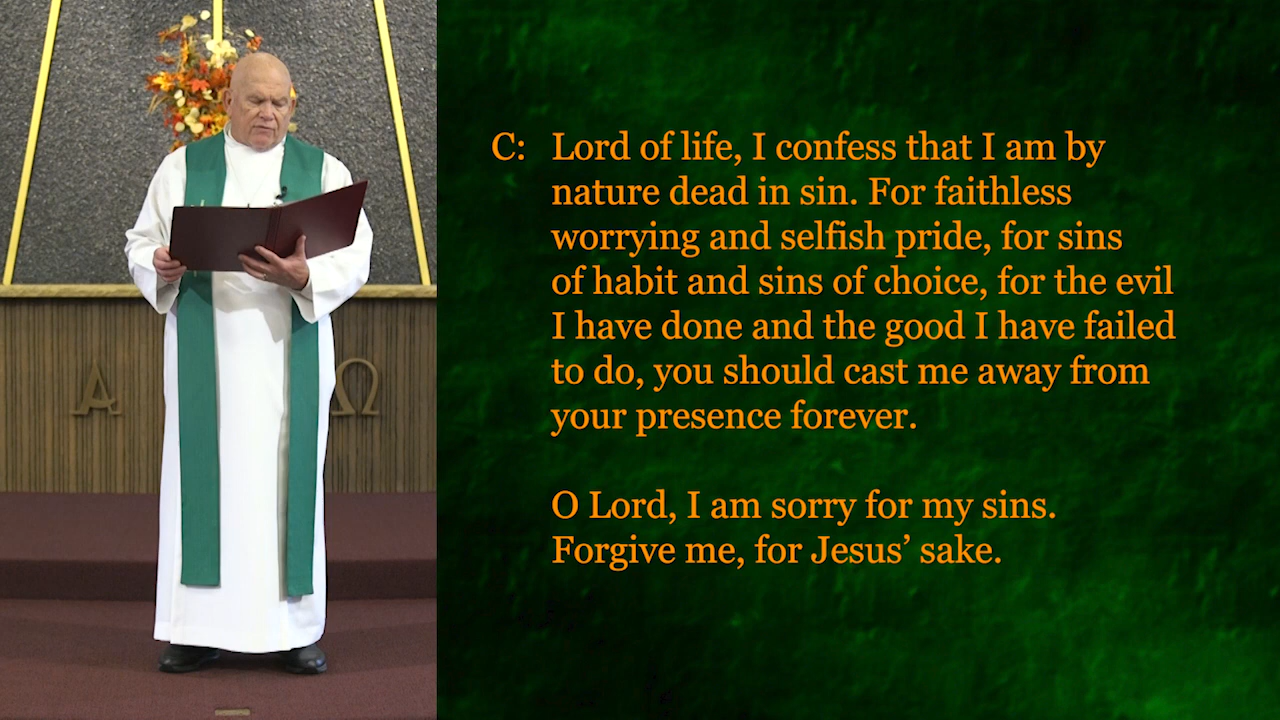 C: Lord of life, I confess that I am by
nature dead in sin. For faithless
worrying and selfish pride, for sins
of habit and sins of choice, for the evil
I have done and the good I have failed
to do, you should cast me away from
your presence forever.
O Lord, I am sorry for my sins.
Forgive me, for Jesus’ sake.
Α Ω